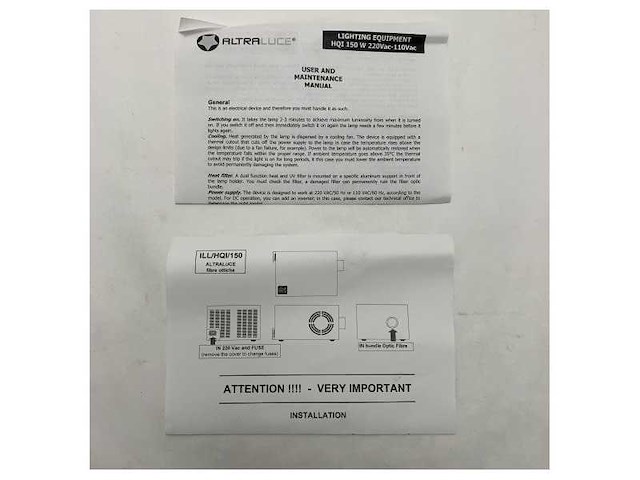 ALTRALUCE®
LIGHTING EQUIPMENT
HQI 150 W 220Vac-110Vac
USER AND
MAINTENANCE
MANUAL
General
This is an electrical device and therefore you must handle it as such.
Switching on. It takes the lamp 2-3 minutes to achieve maximum luminosity from when it is turned
on. If you switch it off and then immediately switch it on again the lamp needs a few minutes before it
lights again.
Cooling. Heat generated by the lamp is dispersed by a cooling fan. The device is equipped with a
thermal cutout that cuts off the power supply to the lamp in case the temperature rises above the
design limits (due to a fan failure, for example). Power to the lamp will be automatically restored when
the temperature falls within the proper range. If ambient temperature goes above 35°C the thermal
cutout may trip if the light is on for long periods, in this case you must lower the ambient temperature
to avoid permanently damaging the system.
Heat filter. A dual function heat and UV filter is mounted on a specific aluminum support in front of
the lamp holder. You must check the filter, a damaged filter can permanently ruin the fiber optic
bundle.
Power supply. The device is designed to work at 220 VAC/50 Hz or 110 VAC/60 Hz, according to the
model. For DC operation, you can add an inverter; in this case, please contact our technical office to
ILL/HQI/150
ALTRALUCE
fibre ottiche
IN 220 Vac and FUSE
(remove the cover to change fuses)
IN bundle Optic Fibre
ATTENTION !!!! - VERY IMPORTANT
INSTALLATION